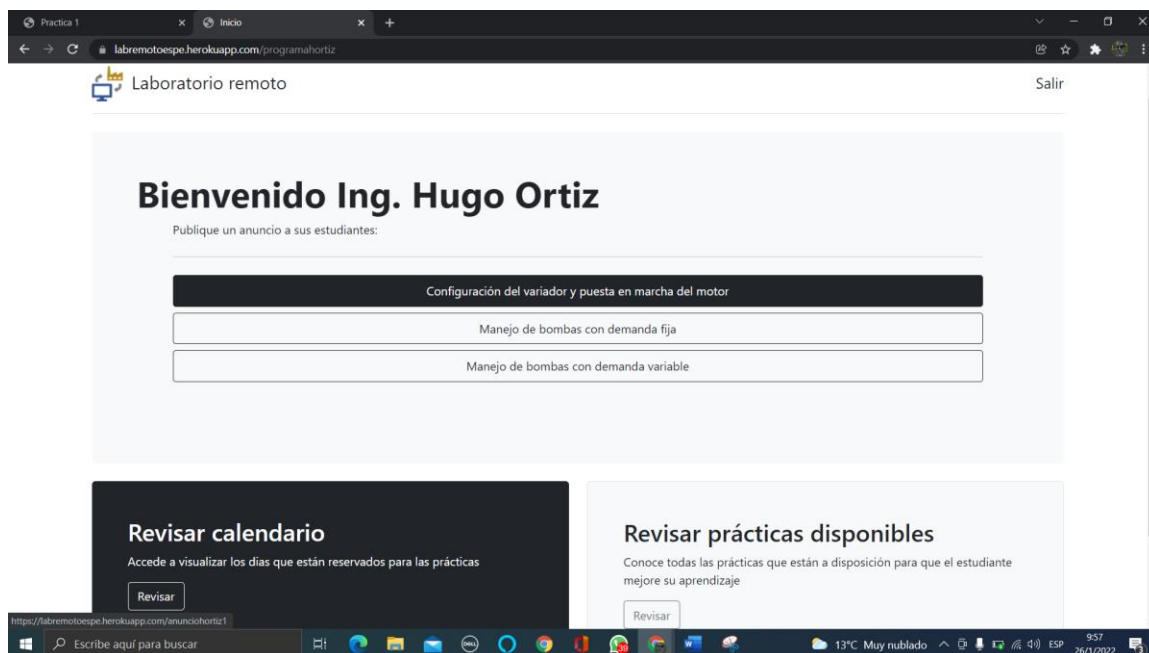 Practica 1
Inicio
labremotoespe.herokuapp.com/programahortiz
Laboratorio remoto
Salir
Bienvenido Ing. Hugo Ortiz
Publique un anuncio a sus estudiantes:
Configuración del variador y puesta en marcha del motor
Manejo de bombas con demanda fija
Manejo de bombas con demanda variable
Revisar calendario
Accede a visualizar los dias que están reservados para las prácticas
Revisar
Revisar prácticas disponibles
Conoce todas las prácticas que están a disposición para que el estudiante
mejore su aprendizaje
Revisar
https://labremotoespe.herokuapp.com/anunciohortiz1
Escribe aquí para buscar
DELL
39
13°C Muy nublado
ESP
9:57
26/1/2022
3